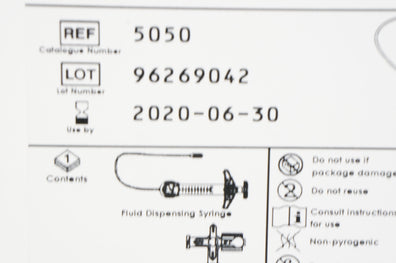 REF 5050
Catalogue Number
LOT 96269042
Lot Number
2020-06-30
Use by
1
Contents
Fluid Dispensing Syringe
Do not use if
package damage
Do not reuse
Consult instructions
for use
Non-pyrogenic